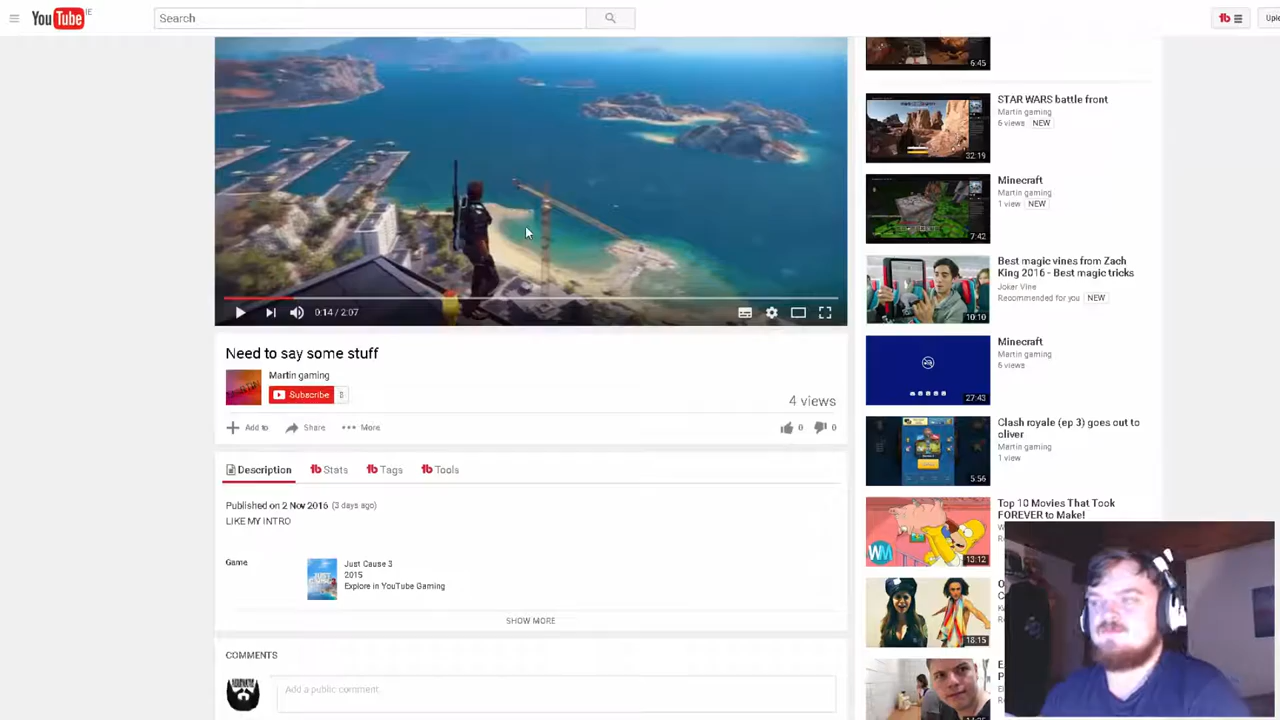 YouTube IE
Search
Uplo
6:45
STAR WARS battle front
Martin gaming
6 views NEW
32:19
Minecraft
Martin gaming
1 view NEW
7:42
Best magic vines from Zach
King 2016 - Best magic tricks
Joker Vine
Recommended for you NEW
10:10
0:14 / 2:07
Need to say some stuff
Martin gaming
Subscribe 8
4 views
Add to Share More
0 0
Minecraft
Martin gaming
6 views
27:43
Clash royale (ep 3) goes out to
oliver
Martin gaming
1 view
5:56
Description tb Stats tb Tags tb Tools
Published on 2 Nov 2016 (3 days ago)
LIKE MY INTRO
Game
Just Cause 3
2015
Explore in YouTube Gaming
SHOW MORE
Top 10 Movies That Took
FOREVER to Make!
13:12
18:15
COMMENTS
Add a public comment